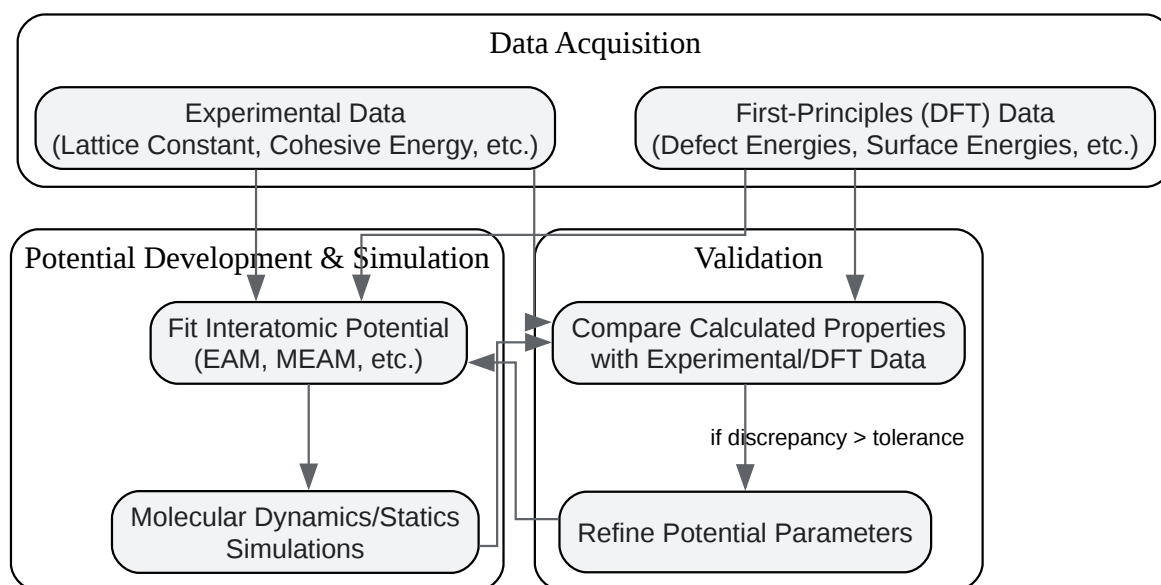 Data Acquisition
Experimental Data
(Lattice Constant, Cohesive Energy, etc.)
First-Principles (DFT) Data
(Defect Energies, Surface Energies, etc.)
Potential Development & Simulation
Validation
Fit Interatomic Potential
(EAM, MEAM, etc.)
Compare Calculated Properties
with Experimental/DFT Data
if discrepancy > tolerance
Molecular Dynamics/Statics
Simulations
Refine Potential Parameters